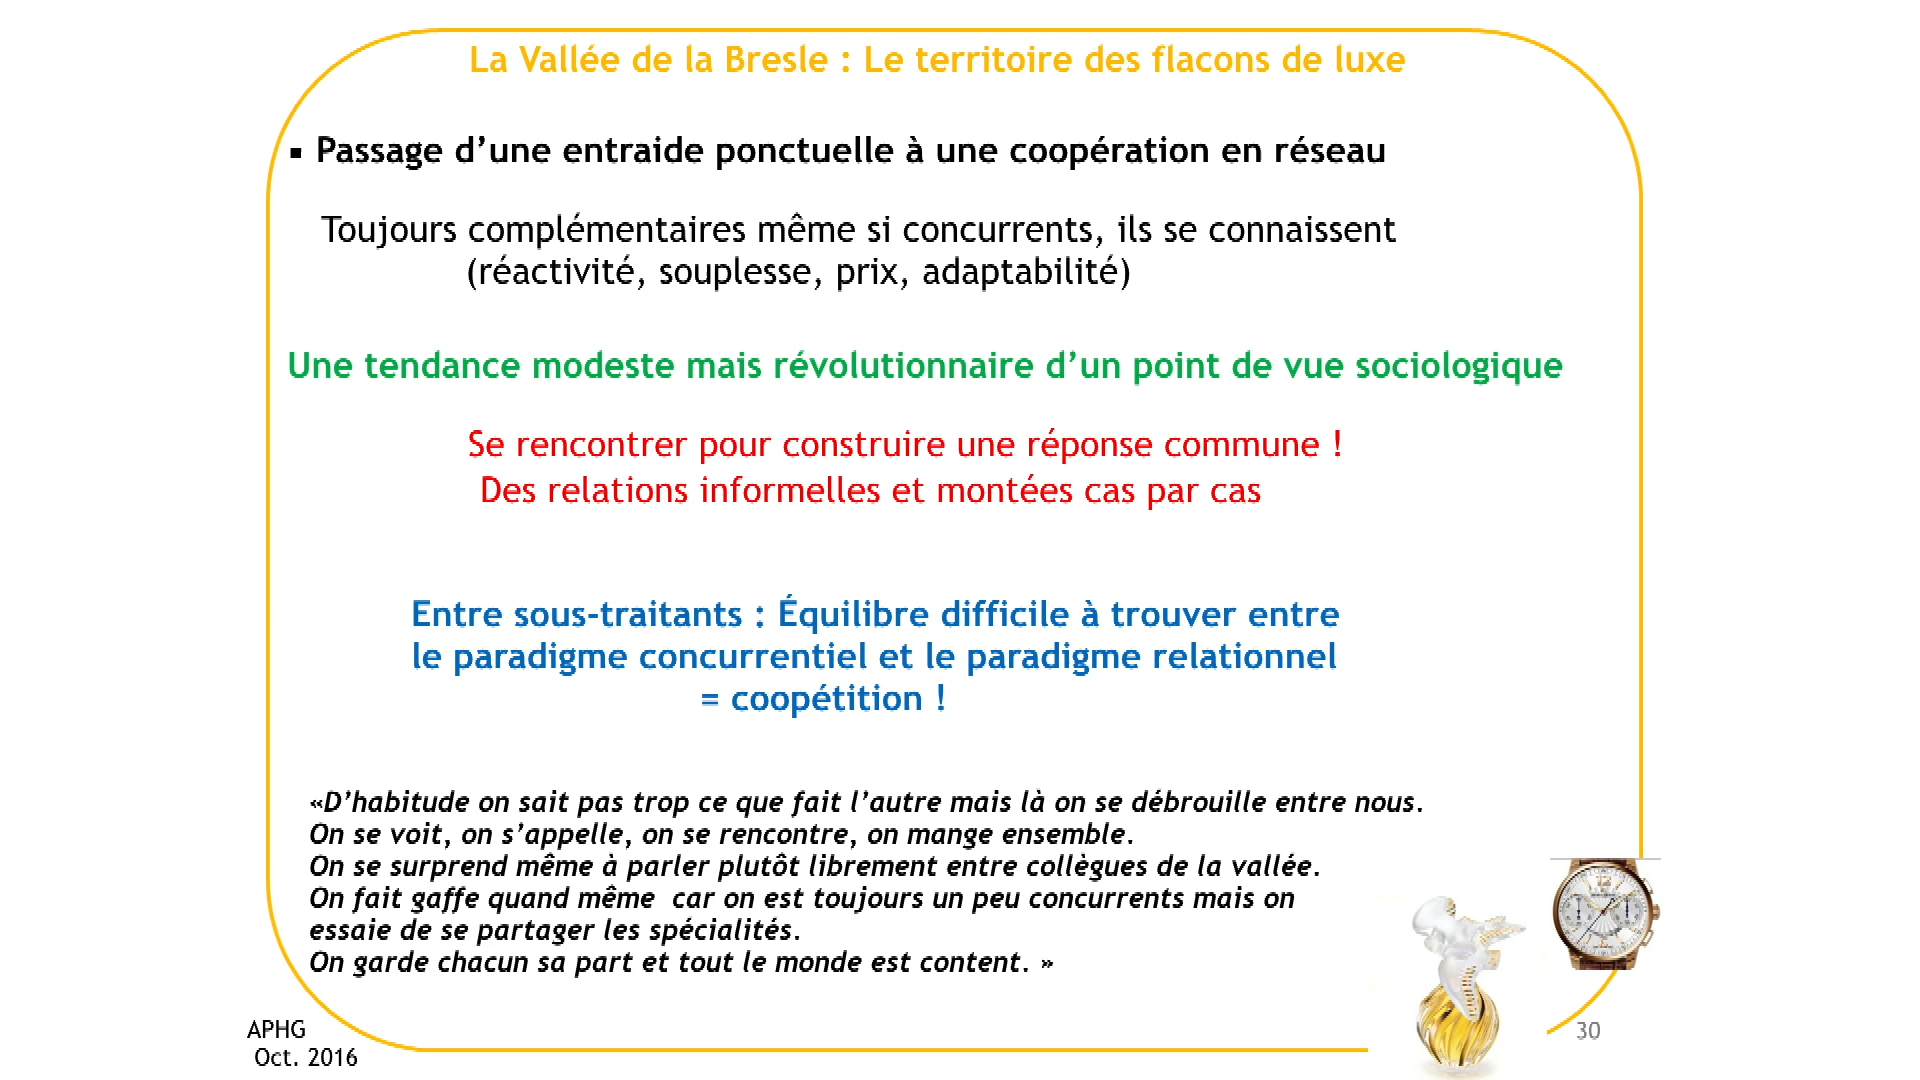 La Vallée de la Bresle : Le territoire des flacons de luxe
▪ Passage d’une entraide ponctuelle à une coopération en réseau
Toujours complémentaires même si concurrents, ils se connaissent
(réactivité, souplesse, prix, adaptabilité)
Une tendance modeste mais révolutionnaire d’un point de vue sociologique
Se rencontrer pour construire une réponse commune !
Des relations informelles et montées cas par cas
Entre sous-traitants : Équilibre difficile à trouver entre
le paradigme concurrentiel et le paradigme relationnel
= coopétition !
«D’habitude on sait pas trop ce que fait l’autre mais là on se débrouille entre nous.
On se voit, on s’appelle, on se rencontre, on mange ensemble.
On se surprend même à parler plutôt librement entre collègues de la vallée.
On fait gaffe quand même  car on est toujours un peu concurrents mais on
essaie de se partager les spécialités.
On garde chacun sa part et tout le monde est content. »
APHG
Oct. 2016
30